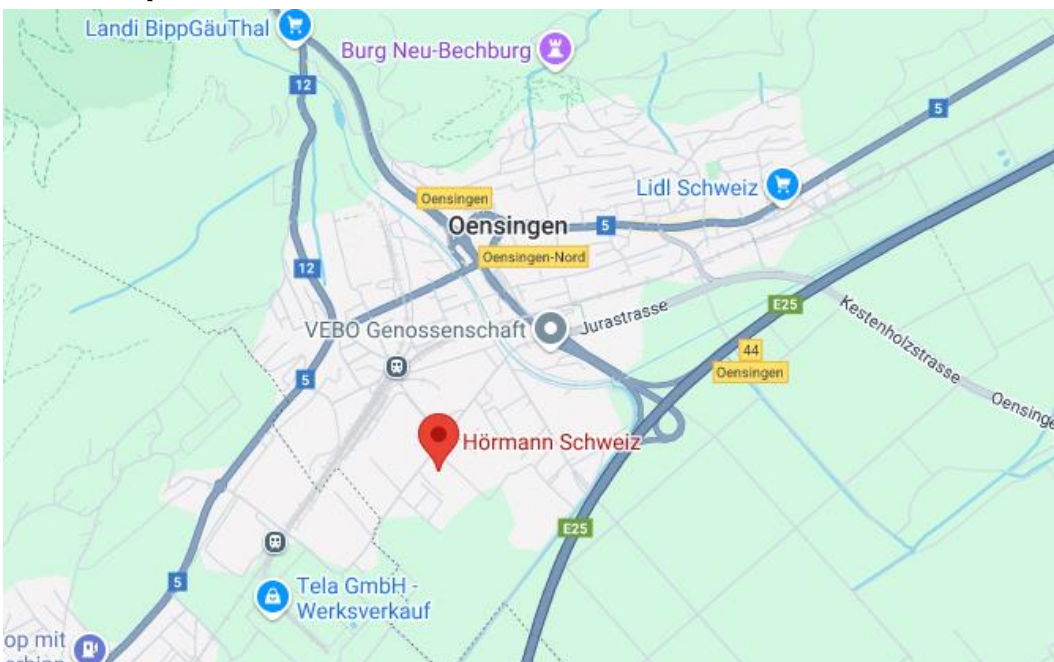 Landi BippGäuThal
Burg Neu-Bechburg
12
5
Lidl Schweiz
Oensingen
Oensingen
5
Oensingen-Nord
12
E25
VEBO Genossenschaft
Jurastrasse
Kestenholzstrasse
44
Oensingen
5
Hörmann Schweiz
E25
5
Tela GmbH -
Werksverkauf
op mit